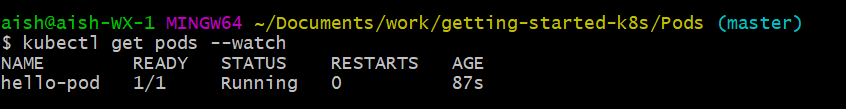 aish@aish-WX-1 MINGW64 ~/Documents/work/getting-started-k8s/Pods (master)
$ kubectl get pods --watch
NAME        READY   STATUS    RESTARTS   AGE
hello-pod   1/1     Running   0          87s